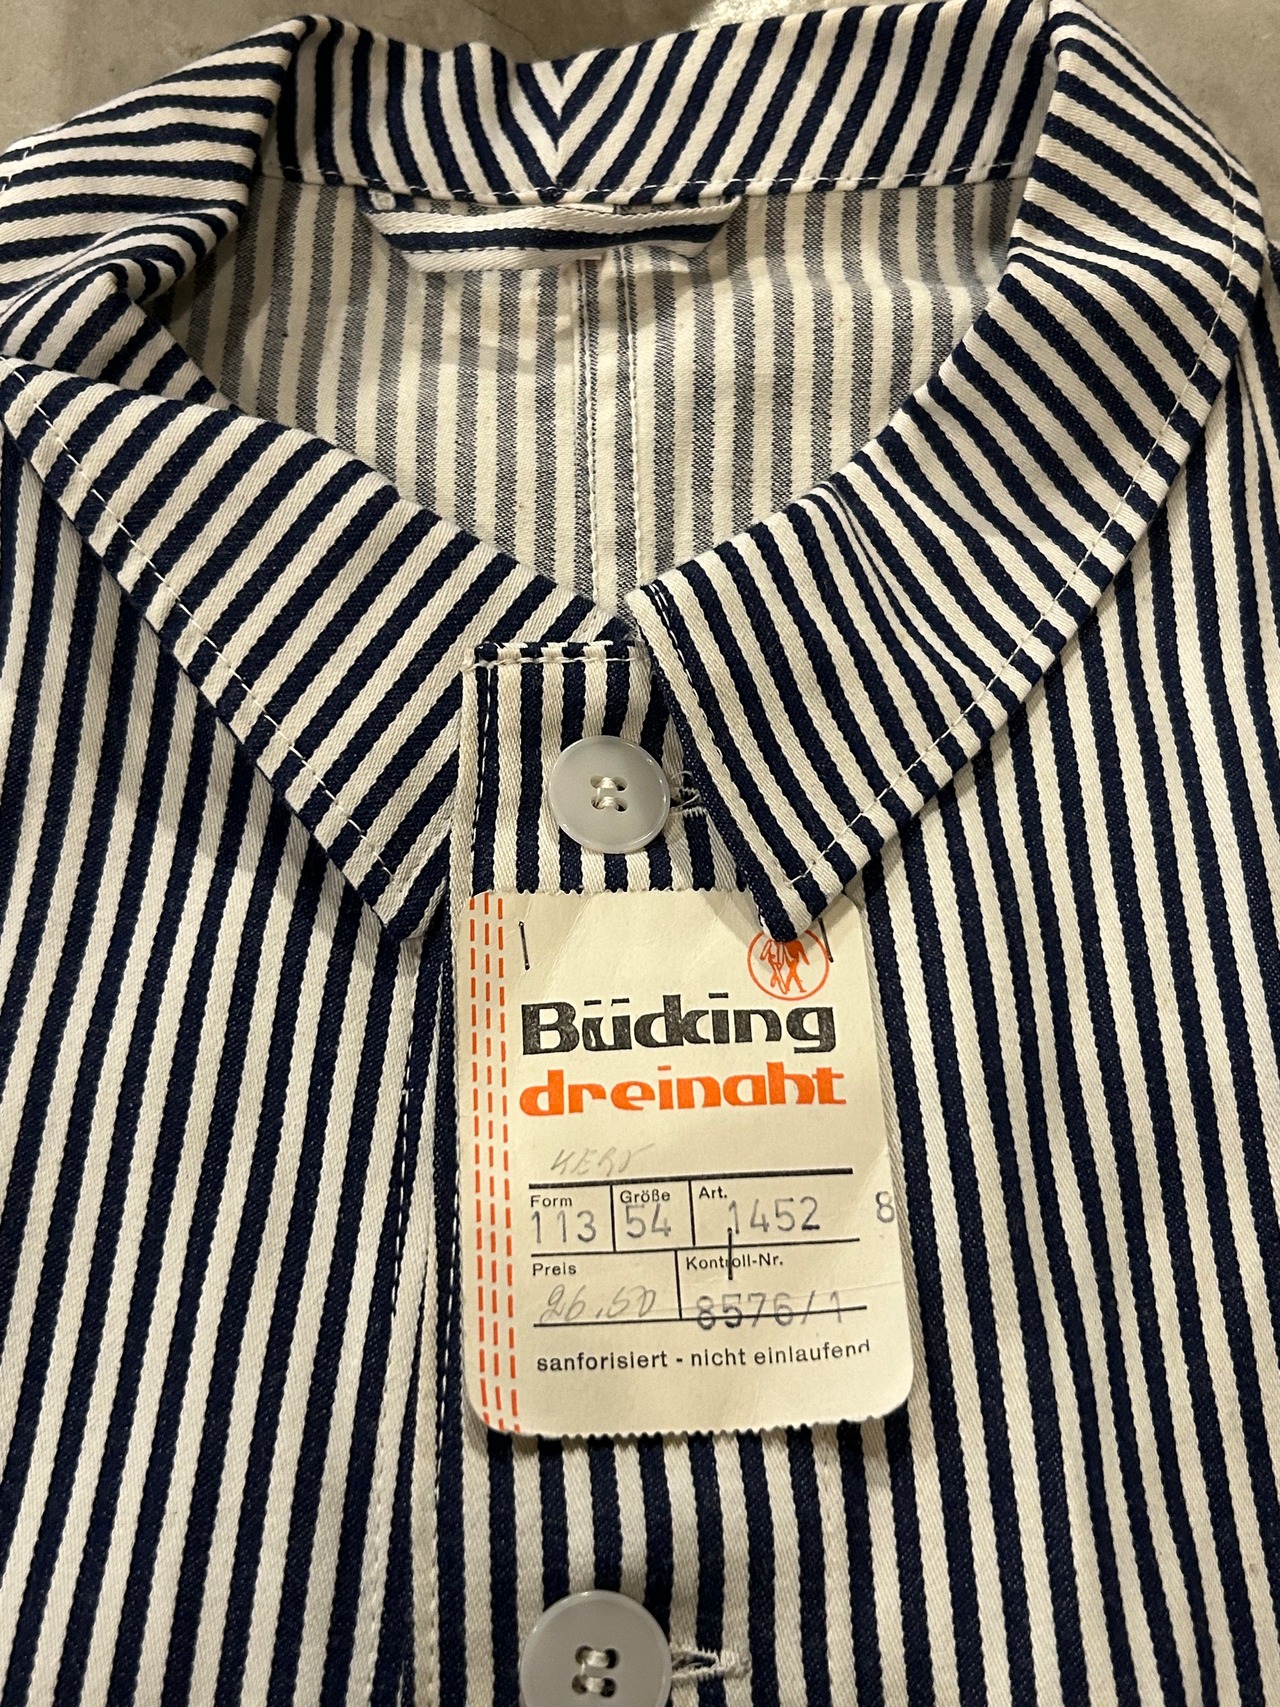 Bücking
dreinaht
Form Größe Art.
113 54 1452 8
Preis Kontroll-Nr.
26,50 8576/1
sanforisiert - nicht einlaufend